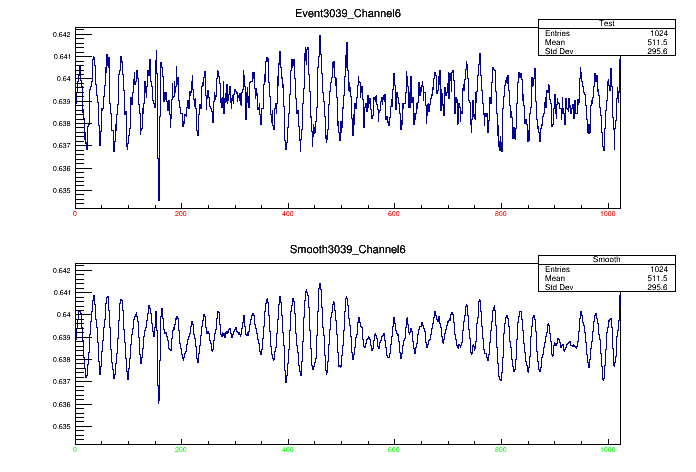 Event3039_Channel6
Test
Entries 1024
Mean 511.5
Std Dev 295.6
0.642
0.641
0.64
0.639
0.638
0.637
0.636
0.635
0 200 400 600 800 1000
Smooth3039_Channel6
Smooth
Entries 1024
Mean 511.5
Std Dev 295.6
0.642
0.641
0.64
0.639
0.638
0.637
0.636
0.635
0 200 400 600 800 1000